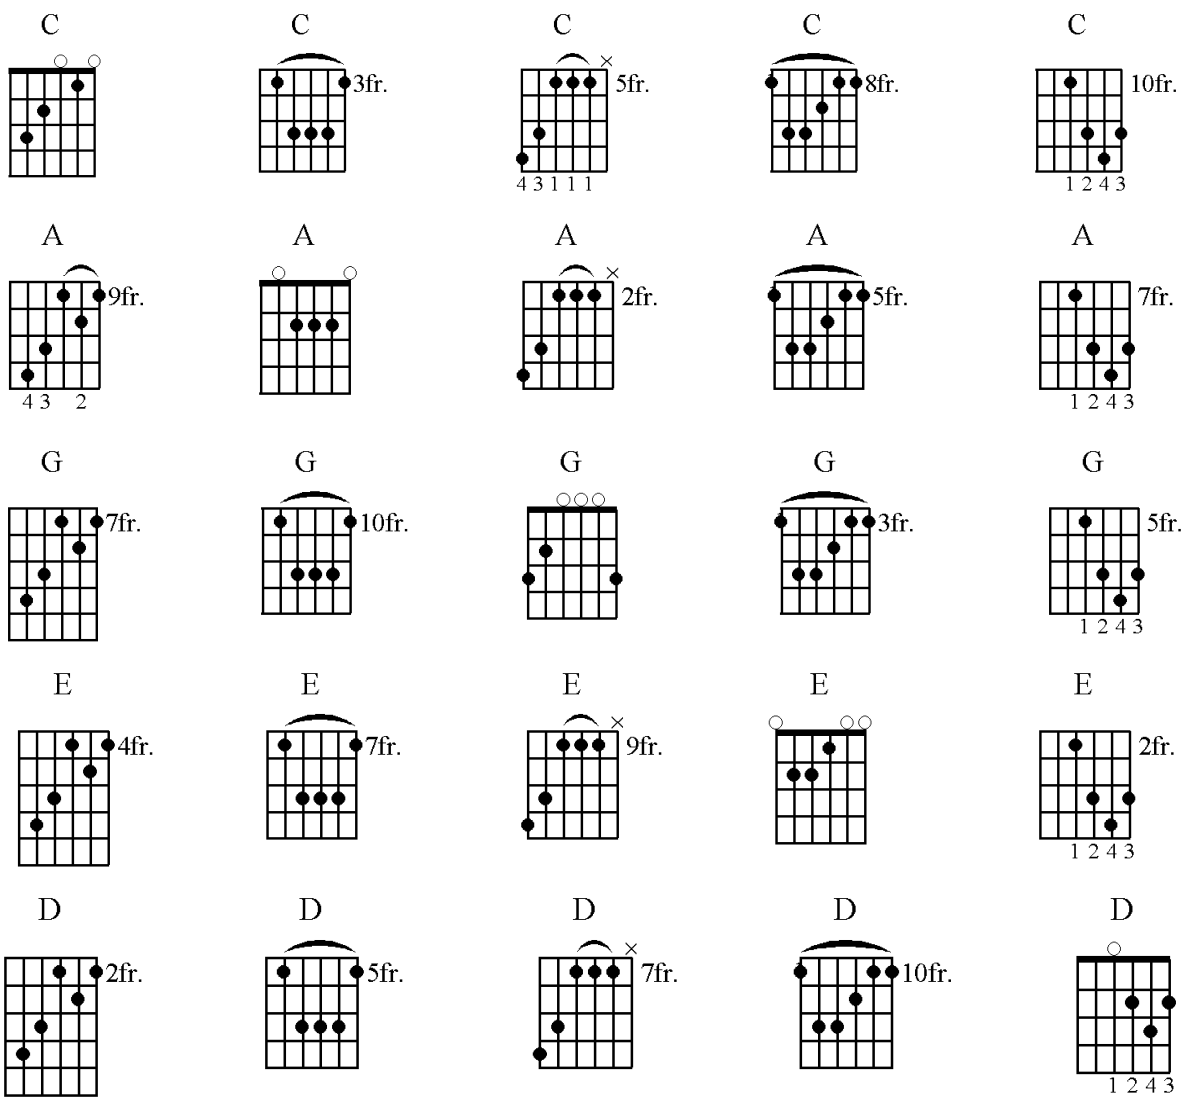 C C C C C
× 
3fr. 5fr. 8fr. 10fr.
4 3 1 1 1 1 2 4 3
A A A A A
×
9fr. 2fr. 5fr. 7fr.
4 3 2 1 2 4 3
G G G G G
7fr. 10fr. 3fr. 5fr.
1 2 4 3
E E E E E
×
4fr. 7fr. 9fr. 2fr.
1 2 4 3
D D D D D
×
2fr. 5fr. 7fr. 10fr.
1 2 4 3